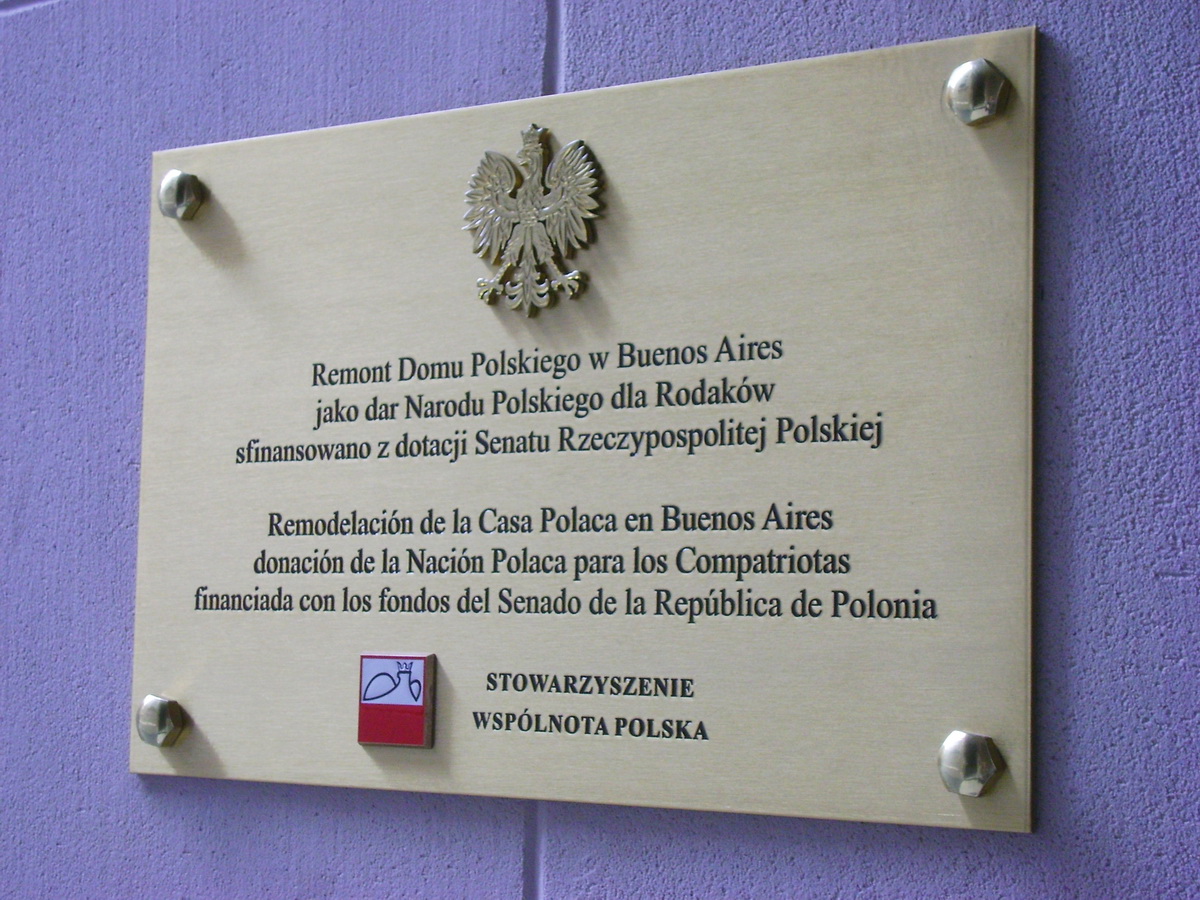 Remont Domu Polskiego w Buenos Aires
jako dar Narodu Polskiego dla Rodaków
sfinansowano z dotacji Senatu Rzeczypospolitej Polskiej
Remodelación de la Casa Polaca en Buenos Aires
donación de la Nación Polaca para los Compatriotas
financiada con los fondos del Senado de la República de Polonia
STOWARZYSZENIE
WSPÓLNOTA POLSKA